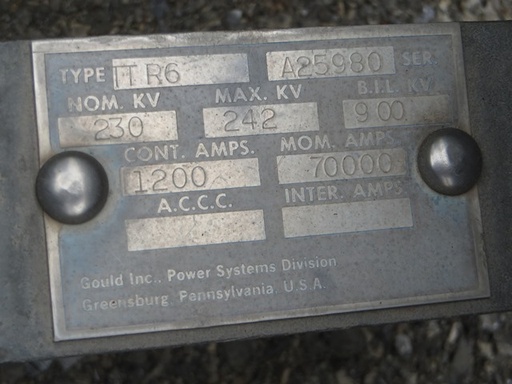 TYPE TTR6 A25980 SER.
NOM. KV MAX. KV B.I.L. KV.
230 242 900
CONT. AMPS. MOM. AMPS.
1200 70000
A.C.C.C. INTER. AMPS.
Gould Inc., Power Systems Division
Greensburg, Pennsylvania U.S.A.